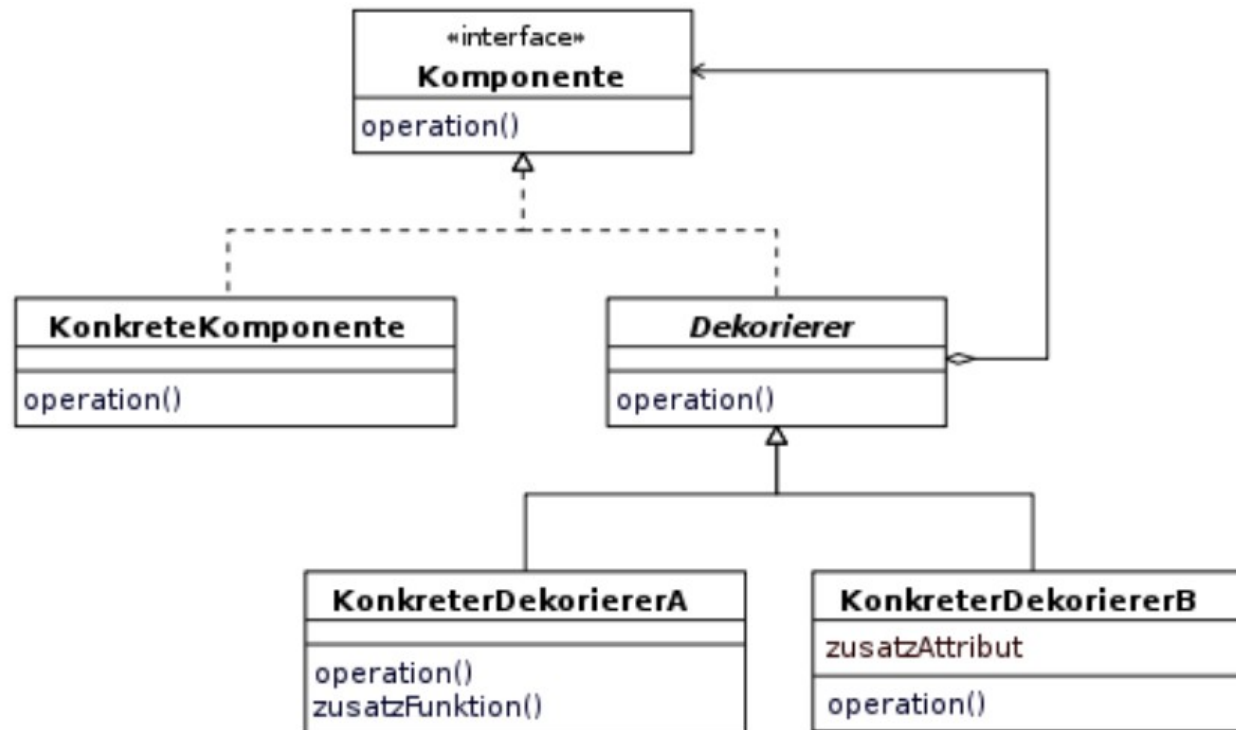 «interface»
Komponente
operation()
KonkreteKomponente
operation()
Dekorierer
operation()
KonkreterDekoriererA
operation()
zusatzFunktion()
KonkreterDekoriererB
zusatzAttribut
operation()